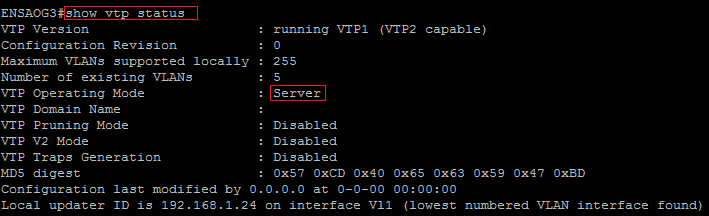 ENSAOG3#show vtp status
VTP Version                     : running VTP1 (VTP2 capable)
Configuration Revision          : 0
Maximum VLANs supported locally : 255
Number of existing VLANs        : 5
VTP Operating Mode              : Server
VTP Domain Name                 :
VTP Pruning Mode                : Disabled
VTP V2 Mode                     : Disabled
VTP Traps Generation            : Disabled
MD5 digest                      : 0x57 0xCD 0x40 0x65 0x63 0x59 0x47 0xBD
Configuration last modified by 0.0.0.0 at 0-0-00 00:00:00
Local updater ID is 192.168.1.24 on interface Vl1 (lowest numbered VLAN interface found)